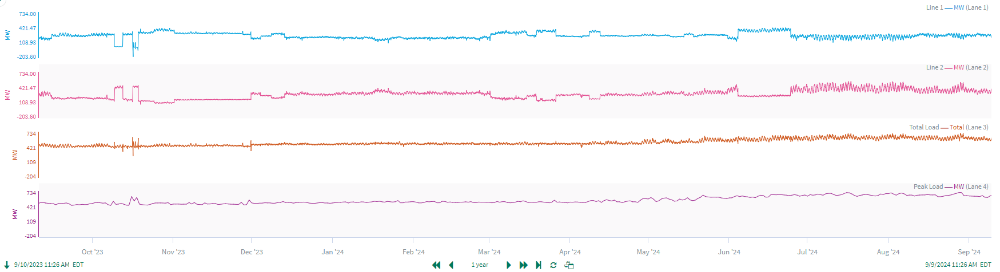 Line 1 MW (Lane 1)
734.00
421.47
108.93
-203.60
MW
Line 2 MW (Lane 2)
734.00
421.47
108.93
-203.60
MW
Total Load Total (Lane 3)
734
421
109
-204
MW
Peak Load MW (Lane 4)
734
421
109
-204
MW
Oct '23 Nov '23 Dec '23 Jan '24 Feb '24 Mar '24 Apr '24 May '24 Jun '24 Jul '24 Aug '24 Sep '24
9/10/2023 11:26 AM EDT 1 year 9/9/2024 11:26 AM EDT